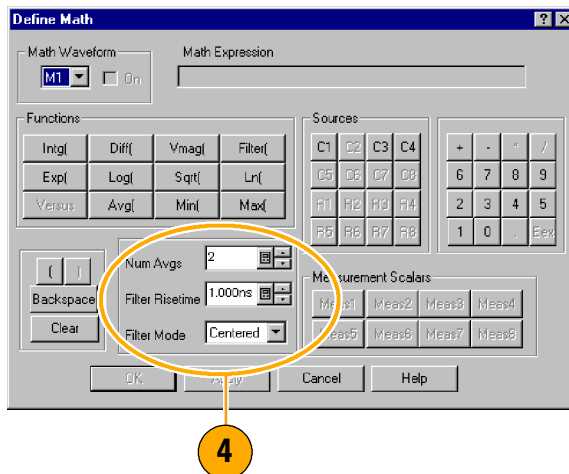 Define Math
Math Waveform
Math Expression
M1
On
Functions
Intg( Diff( Vmag( Filter(
Exp( Log( Sqrt( Ln(
Versus Avg( Min( Max(
Sources
C1 C2 C3 C4
C5 C6 C7 C8
R1 R2 R3 R4
R5 R6 R7 R8
+ - * /
6 7 8 9
2 3 4 5
1 0 . Eex
( )
Backspace
Clear
Num Avgs 2
Filter Risetime 1.000ns
Filter Mode Centered
Measurement Scalars
Meas1 Meas2 Meas3 Meas4
Meas5 Meas6 Meas7 Meas8
OK Apply Cancel Help
4